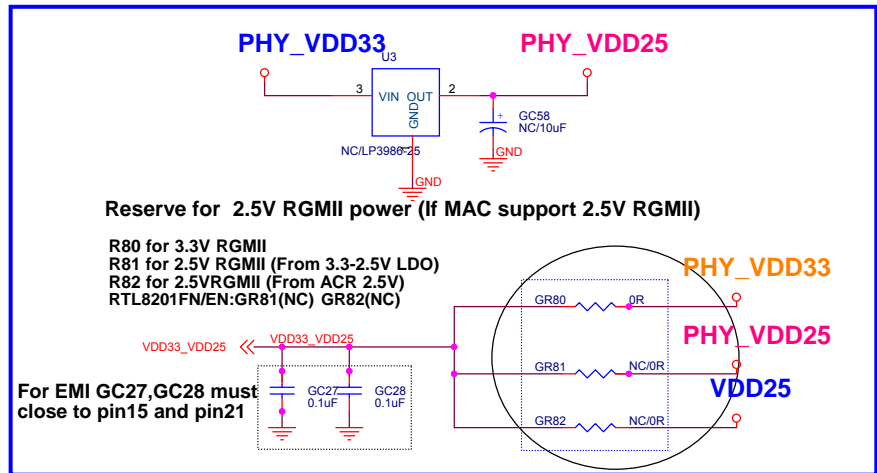 PHY_VDD33
PHY_VDD25
U3
3
VIN OUT
2
GND
GC58
NC/10uF
GND
NC/LP3986-25
GND
Reserve for 2.5V RGMII power (If MAC support 2.5V RGMII)
R80 for 3.3V RGMII
R81 for 2.5V RGMII (From 3.3-2.5V LDO)
R82 for 2.5VRGMII (From ACR 2.5V)
RTL8201FN/EN:GR81(NC) GR82(NC)
PHY_VDD33
GR80
0R
VDD33_VDD25
VDD33_VDD25
PHY_VDD25
GR81
NC/0R
VDD25
For EMI GC27,GC28 must
close to pin15 and pin21
GC27
0.1uF
GC28
0.1uF
GR82
NC/0R